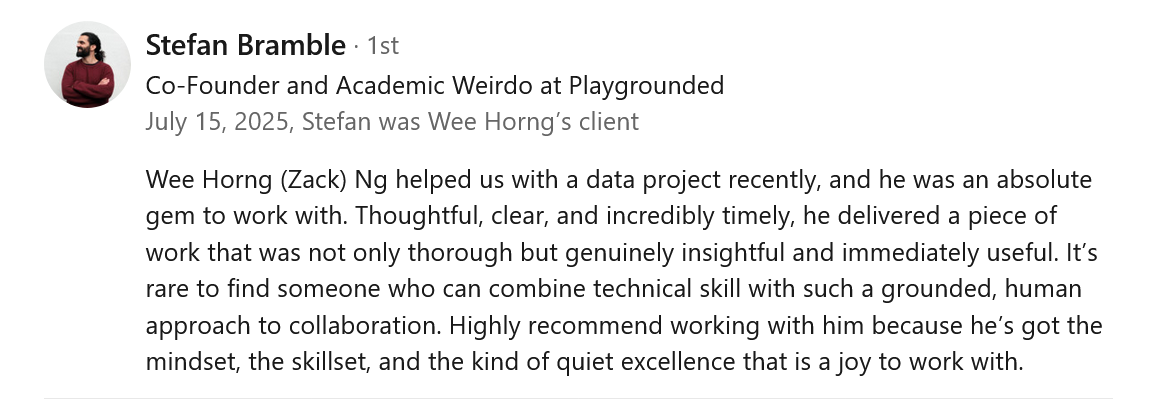 Stefan Bramble · 1st
Co-Founder and Academic Weirdo at Playgrounded
July 15, 2025, Stefan was Wee Horng’s client
Wee Horng (Zack) Ng helped us with a data project recently, and he was an absolute
gem to work with. Thoughtful, clear, and incredibly timely, he delivered a piece of
work that was not only thorough but genuinely insightful and immediately useful. It’s
rare to find someone who can combine technical skill with such a grounded, human
approach to collaboration. Highly recommend working with him because he’s got the
mindset, the skillset, and the kind of quiet excellence that is a joy to work with.